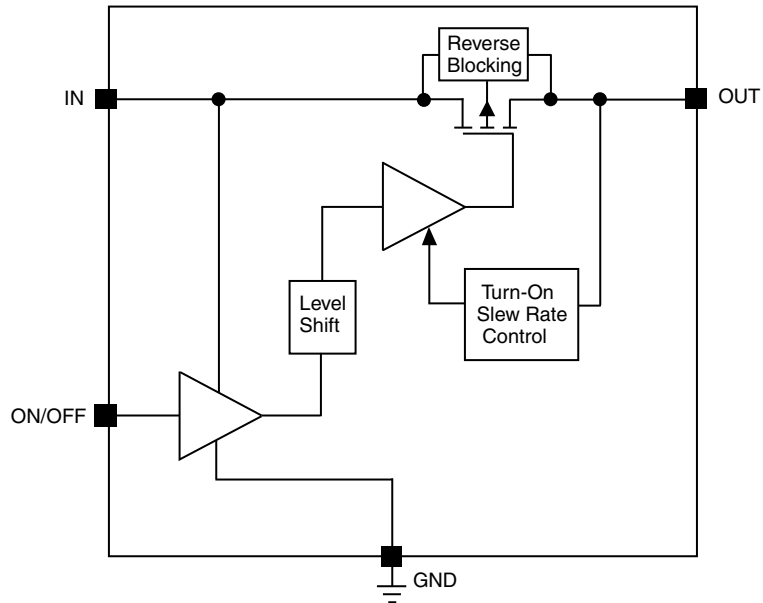 Reverse
Blocking
IN
OUT
Level
Shift
Turn-On
Slew Rate
Control
ON/OFF
GND